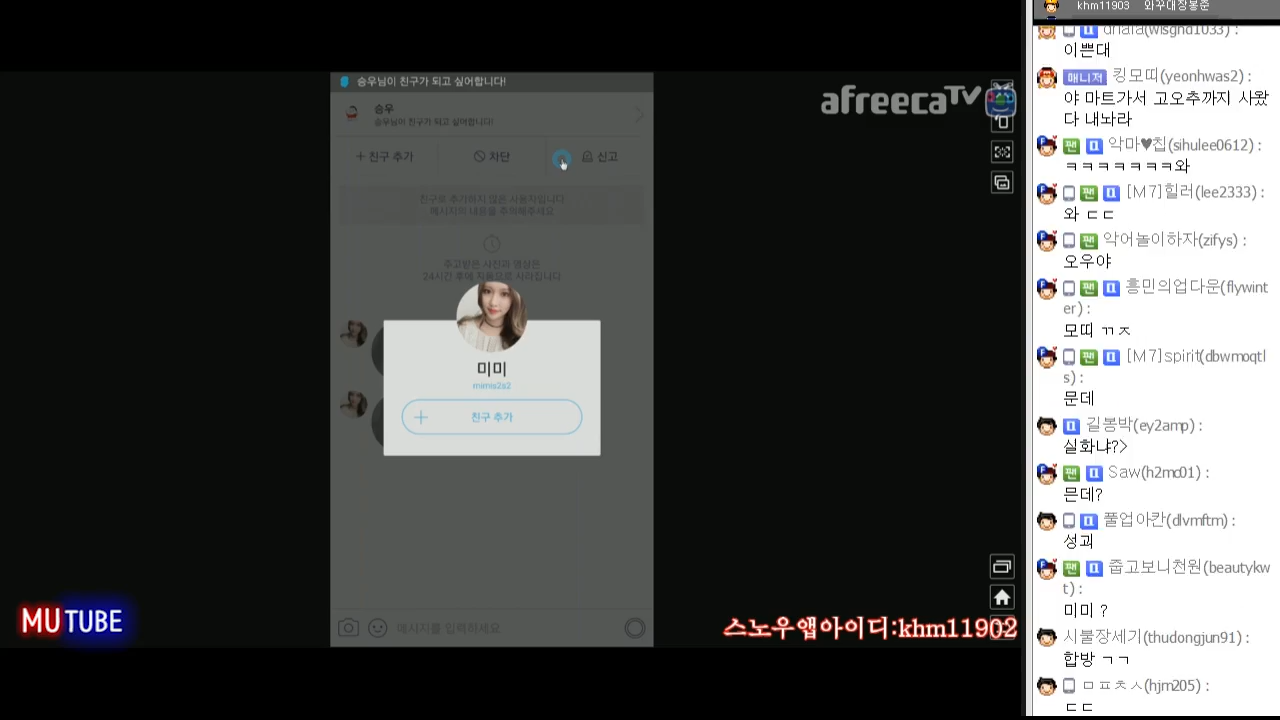 승우님이 친구가 되고 싶어합니다!
승우
승우님이 친구가 되고 싶어합니다!
친구 추가
차단
신고
친구로 추가하지 않은 사용자입니다
메시지의 내용을 주의해주세요
주고받은 사진과 영상은
24시간 후에 자동으로 사라집니다
미미
mimis2s2
친구 추가
메시지를 입력하세요
afreecaTV
MUTUBE
스노우앱아이디:khm11902
khm11903 와꾸대장봉준
(wisghd1033) :
이쁜대
매니저 킹모띠(yeonhwas2) :
야 마트가서 고오추까지 사왔
다 내놔라
팬 악마♥칩(sihulee0612) :
ㅋㅋㅋㅋㅋㅋㅋ와
팬 [M7]힐러(lee2333) :
와 ㄷㄷ
팬 악어놀이하자(zifys) :
오우야
팬 흥민의업다운(flywint
er) :
모띠 ㄲㅈ
팬 [M7]spirit(dbwmoqtl
s) :
문데
길봉박(ey2amp) :
실화냐?>
팬 Saw(h2mc01) :
믄데?
풀업아칸(dlvmftm) :
성괴
팬 줍고보니천원(beautykw
t) :
미미 ?
시불장세기(thudongjun91) :
합방 ㄱㄱ
ㅁㅍㅊㅅ(hjm205) :
ㄷㄷ